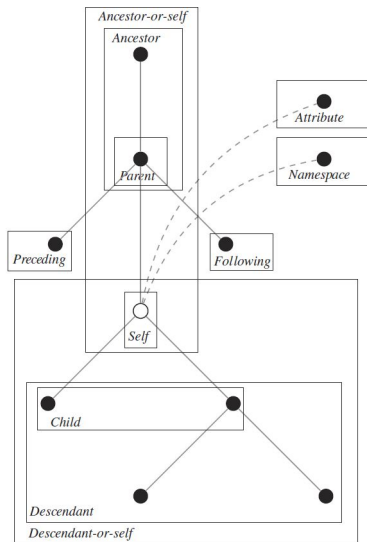 Ancestor-or-self
Ancestor
Attribute
Parent
Namespace
Preceding
Following
Self
Child
Descendant
Descendant-or-self